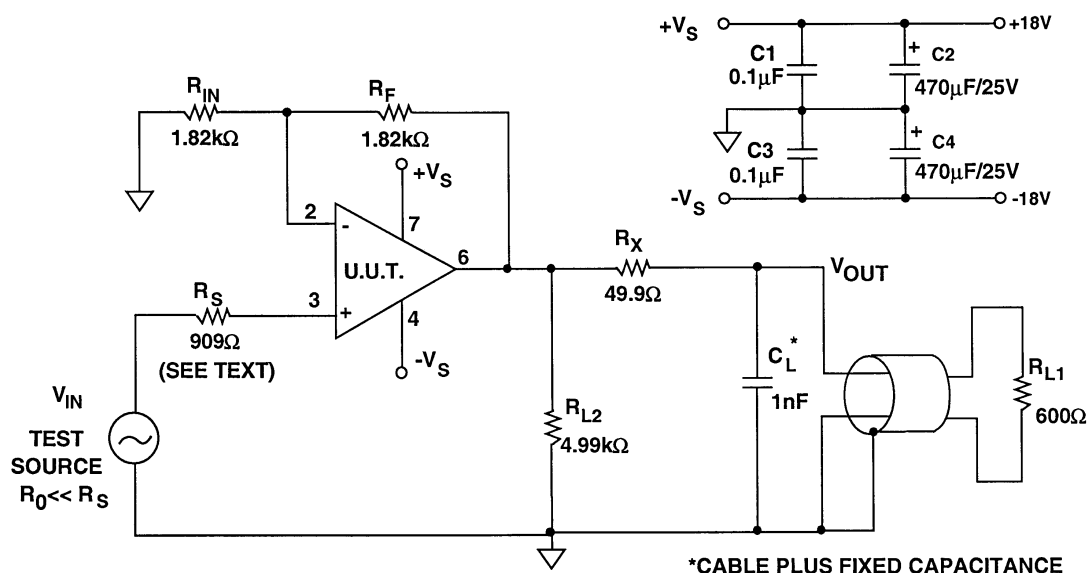 +VS
+18V
C1
0.1μF
+
C2
470μF/25V
C3
0.1μF
+
C4
470μF/25V
-VS
-18V
RIN
1.82kΩ
RF
1.82kΩ
+VS
2
-
7
U.U.T.
6
3
+
4
-VS
RS
909Ω
(SEE TEXT)
RX
49.9Ω
VOUT
CL*
1nF
RL1
600Ω
RL2
4.99kΩ
VIN
TEST
SOURCE
R0<< RS
*CABLE PLUS FIXED CAPACITANCE